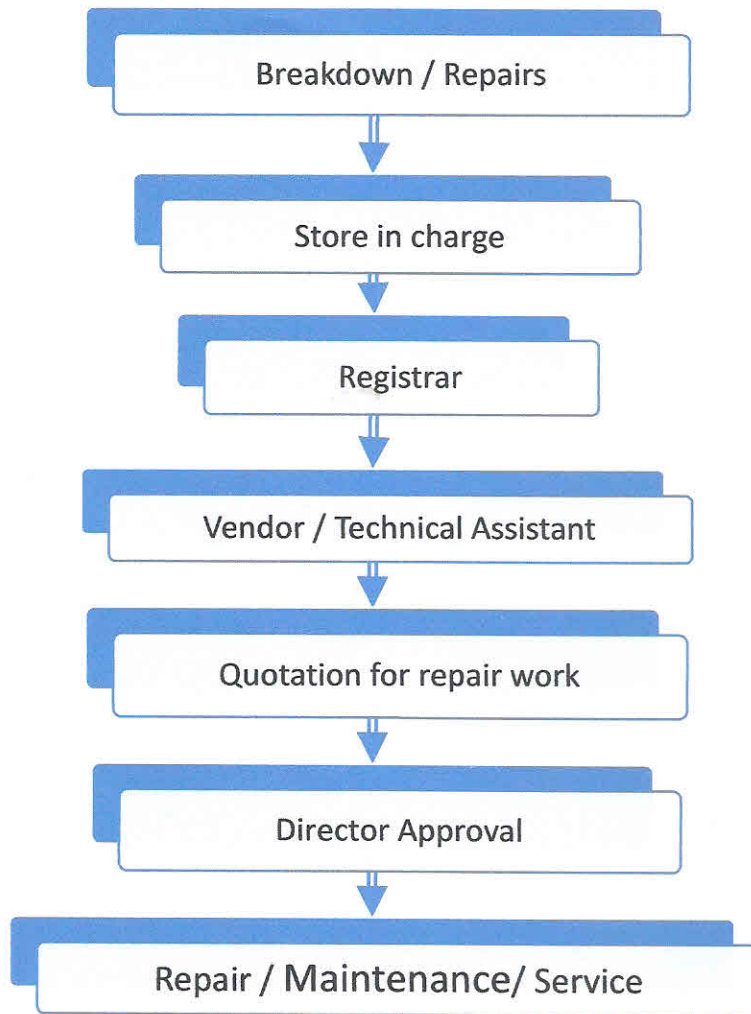 Breakdown / Repairs
Store in charge
Registrar
Vendor / Technical Assistant
Quotation for repair work
Director Approval
Repair / Maintenance/ Service